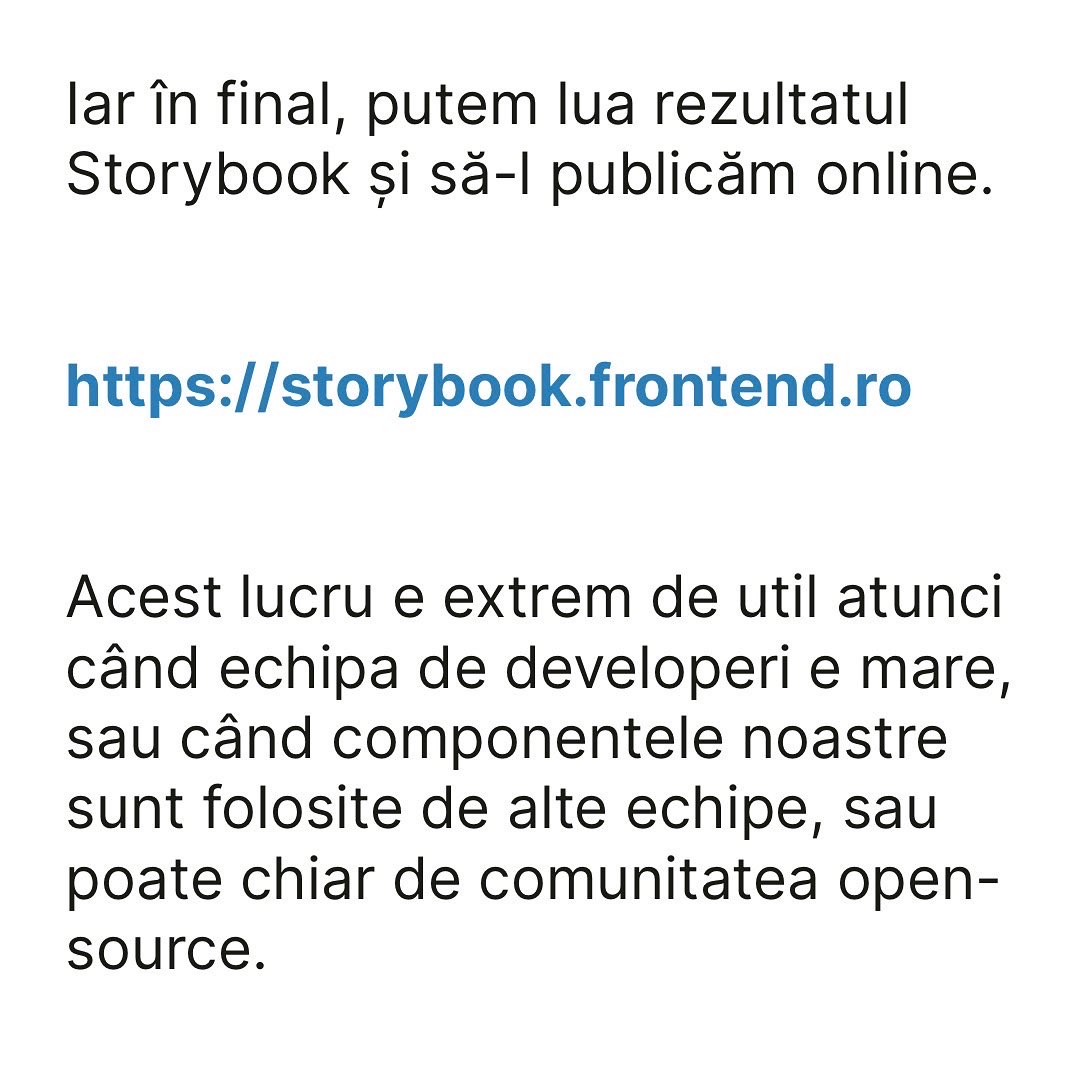 Iar în final, putem lua rezultatul
Storybook și să-l publicăm online.
https://storybook.frontend.ro
Acest lucru e extrem de util atunci
când echipa de developeri e mare,
sau când componentele noastre
sunt folosite de alte echipe, sau
poate chiar de comunitatea open-
source.